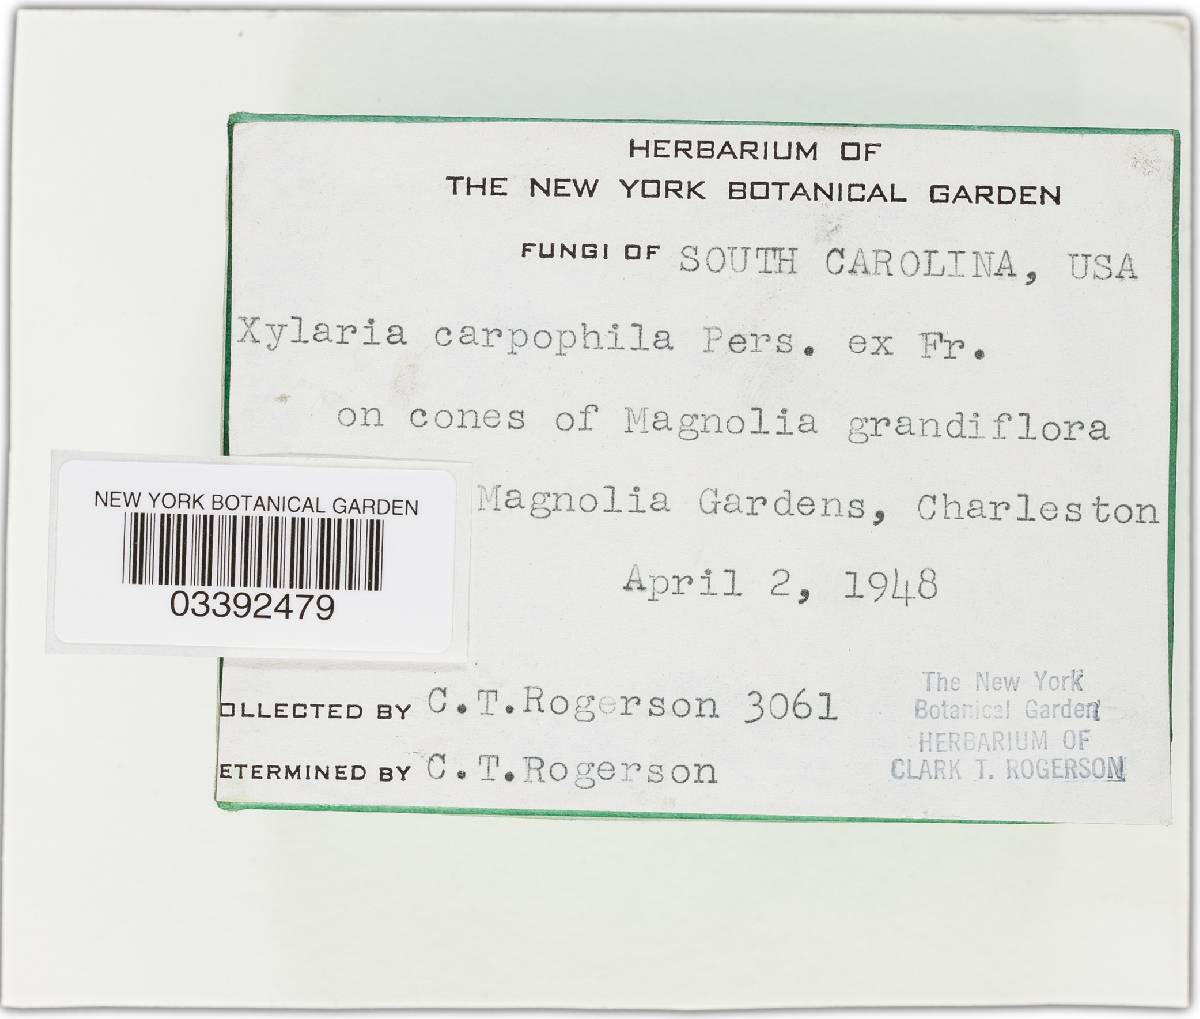 HERBARIUM OF
THE NEW YORK BOTANICAL GARDEN
FUNGI OF SOUTH CAROLINA, USA
Xylaria carpophila Pers. ex Fr.
on cones of Magnolia grandiflora
Magnolia Gardens, Charleston
April 2, 1948
NEW YORK BOTANICAL GARDEN
03392479
OLLECTED BY C.T.Rogerson 3061
ETERMINED BY C.T.Rogerson
The New York
Botanical Garden
HERBARIUM OF
CLARK T. ROGERSON